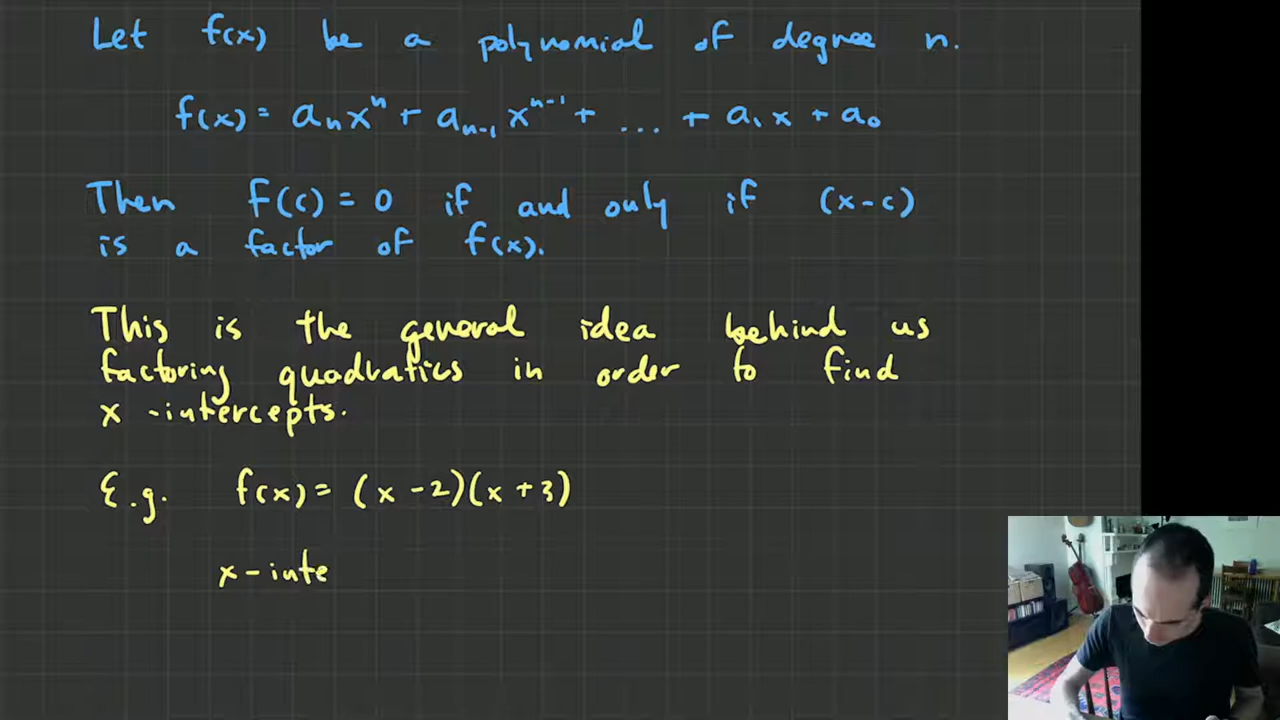 Let f(x) be a polynomial of degree n.
f(x) = aₙxⁿ + aₙ₋₁xⁿ⁻¹ + ... + a₁x + a₀
Then f(c) = 0 if and only if (x-c)
is a factor of f(x).
This is the general idea behind us
factoring quadratics in order to find
x-intercepts.
E.g. f(x) = (x-2)(x+3)
x-inte